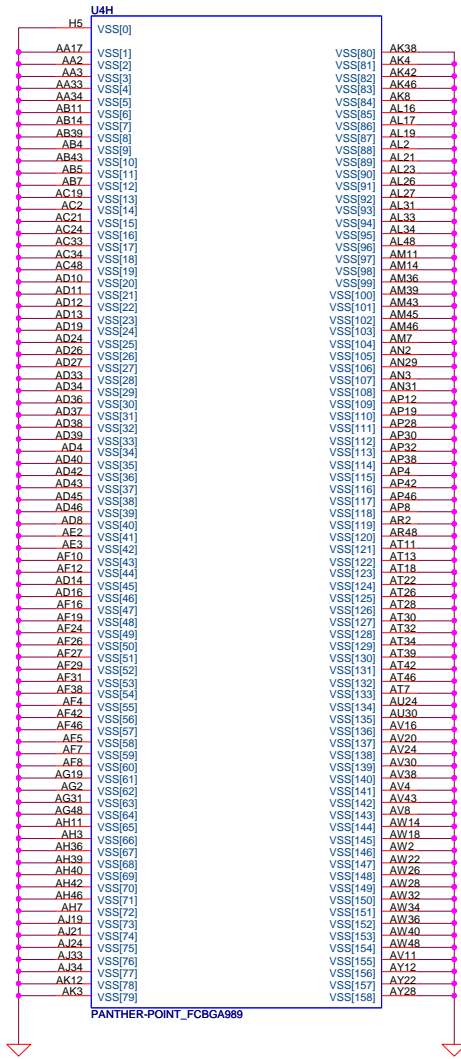 U4H
H5 VSS[0]
AA17 VSS[1] VSS[80] AK38
AA2 VSS[2] VSS[81] AK4
AA3 VSS[3] VSS[82] AK42
AA33 VSS[4] VSS[83] AK46
AA34 VSS[5] VSS[84] AK8
AB11 VSS[6] VSS[85] AL16
AB14 VSS[7] VSS[86] AL17
AB39 VSS[8] VSS[87] AL19
AB4 VSS[9] VSS[88] AL2
AB43 VSS[10] VSS[89] AL21
AB5 VSS[11] VSS[90] AL23
AB7 VSS[12] VSS[91] AL26
AC19 VSS[13] VSS[92] AL27
AC2 VSS[14] VSS[93] AL31
AC21 VSS[15] VSS[94] AL33
AC24 VSS[16] VSS[95] AL34
AC33 VSS[17] VSS[96] AL48
AC34 VSS[18] VSS[97] AM11
AC48 VSS[19] VSS[98] AM14
AD10 VSS[20] VSS[99] AM36
AD11 VSS[21] VSS[100] AM39
AD12 VSS[22] VSS[101] AM43
AD13 VSS[23] VSS[102] AM45
AD19 VSS[24] VSS[103] AM46
AD24 VSS[25] VSS[104] AM7
AD26 VSS[26] VSS[105] AN2
AD27 VSS[27] VSS[106] AN29
AD33 VSS[28] VSS[107] AN3
AD34 VSS[29] VSS[108] AN31
AD36 VSS[30] VSS[109] AP12
AD37 VSS[31] VSS[110] AP19
AD38 VSS[32] VSS[111] AP28
AD39 VSS[33] VSS[112] AP30
AD4 VSS[34] VSS[113] AP32
AD40 VSS[35] VSS[114] AP38
AD42 VSS[36] VSS[115] AP4
AD43 VSS[37] VSS[116] AP42
AD45 VSS[38] VSS[117] AP46
AD46 VSS[39] VSS[118] AP8
AD8 VSS[40] VSS[119] AR2
AE2 VSS[41] VSS[120] AR48
AE3 VSS[42] VSS[121] AT11
AF10 VSS[43] VSS[122] AT13
AF12 VSS[44] VSS[123] AT18
AD14 VSS[45] VSS[124] AT22
AD16 VSS[46] VSS[125] AT26
AF16 VSS[47] VSS[126] AT28
AF19 VSS[48] VSS[127] AT30
AF24 VSS[49] VSS[128] AT32
AF26 VSS[50] VSS[129] AT34
AF27 VSS[51] VSS[130] AT39
AF29 VSS[52] VSS[131] AT42
AF31 VSS[53] VSS[132] AT46
AF38 VSS[54] VSS[133] AT7
AF4 VSS[55] VSS[134] AU24
AF42 VSS[56] VSS[135] AU30
AF46 VSS[57] VSS[136] AV16
AF5 VSS[58] VSS[137] AV20
AF7 VSS[59] VSS[138] AV24
AF8 VSS[60] VSS[139] AV30
AG19 VSS[61] VSS[140] AV38
AG2 VSS[62] VSS[141] AV4
AG31 VSS[63] VSS[142] AV43
AG48 VSS[64] VSS[143] AV8
AH11 VSS[65] VSS[144] AW14
AH3 VSS[66] VSS[145] AW18
AH36 VSS[67] VSS[146] AW2
AH39 VSS[68] VSS[147] AW22
AH40 VSS[69] VSS[148] AW26
AH42 VSS[70] VSS[149] AW28
AH46 VSS[71] VSS[150] AW32
AH7 VSS[72] VSS[151] AW34
AJ19 VSS[73] VSS[152] AW36
AJ21 VSS[74] VSS[153] AW40
AJ24 VSS[75] VSS[154] AW48
AJ33 VSS[76] VSS[155] AV11
AJ34 VSS[77] VSS[156] AY12
AK12 VSS[78] VSS[157] AY22
AK3 VSS[79] VSS[158] AY28
PANTHER-POINT_FCBGA989